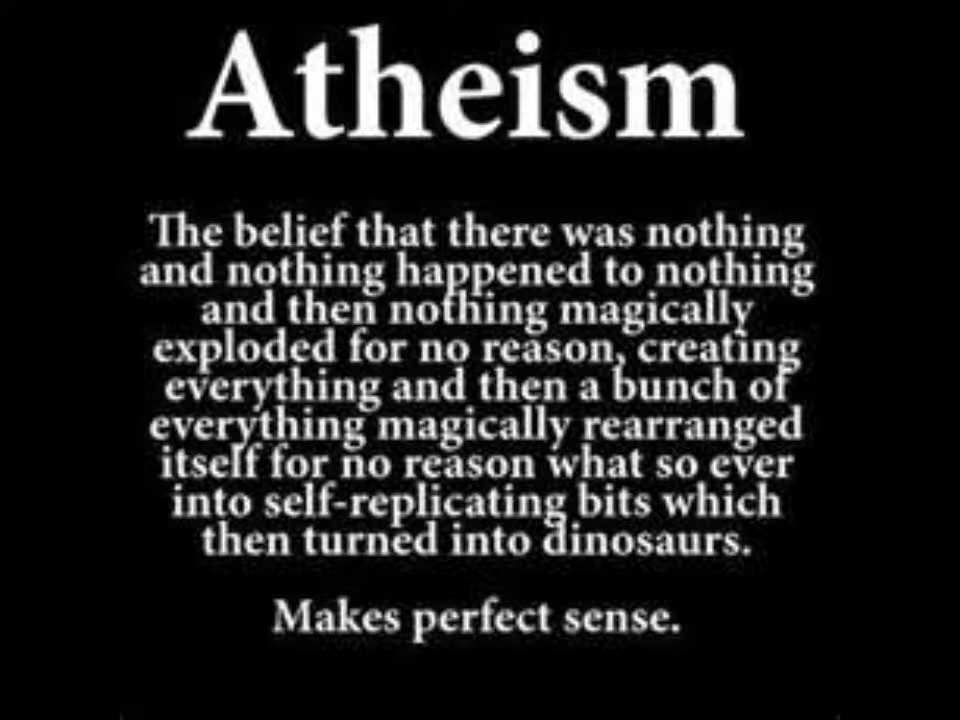 Atheism
The belief that there was nothing
and nothing happened to nothing
and then nothing magically
exploded for no reason, creating
everything and then a bunch of
everything magically rearranged
itself for no reason what so ever
into self-replicating bits which
then turned into dinosaurs.
Makes perfect sense.